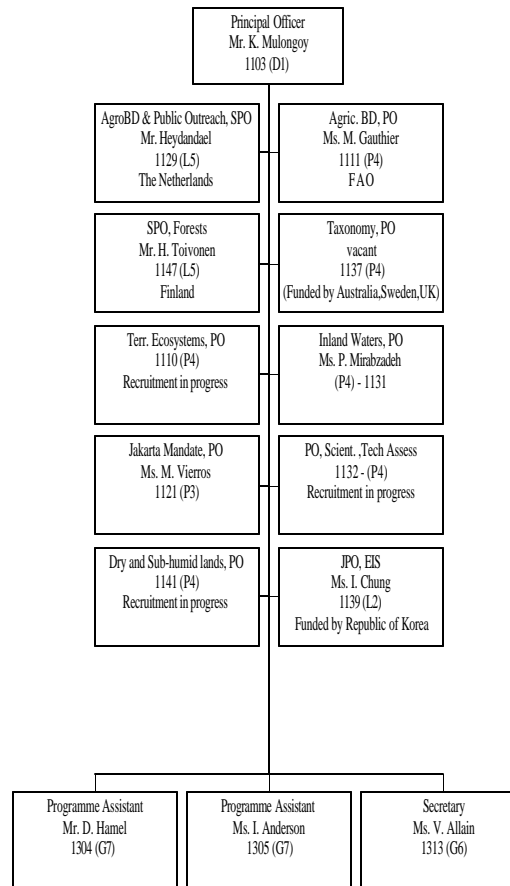 Principal Officer
Mr. K. Mulongoy
1103 (D1)
AgroBD & Public Outreach, SPO
Mr. Heydandael
1129 (L5)
The Netherlands
Agric. BD, PO
Ms. M. Gauthier
1111 (P4)
FAO
SPO, Forests
Mr. H. Toivonen
1147 (L5)
Finland
Taxonomy, PO
vacant
1137 (P4)
(Funded by Australia,Sweden,UK)
Terr. Ecosystems, PO
1110 (P4)
Recruitment in progress
Inland Waters, PO
Ms. P. Mirabzadeh
(P4) - 1131
Jakarta Mandate, PO
Ms. M. Vierros
1121 (P3)
PO, Scient. ,Tech Assess
1132 - (P4)
Recruitment in progress
Dry and Sub-humid lands, PO
1141 (P4)
Recruitment in progress
JPO, EIS
Ms. I. Chung
1139 (L2)
Funded by Republic of Korea
Programme Assistant
Mr. D. Hamel
1304 (G7)
Programme Assistant
Ms. I. Anderson
1305 (G7)
Secretary
Ms. V. Allain
1313 (G6)